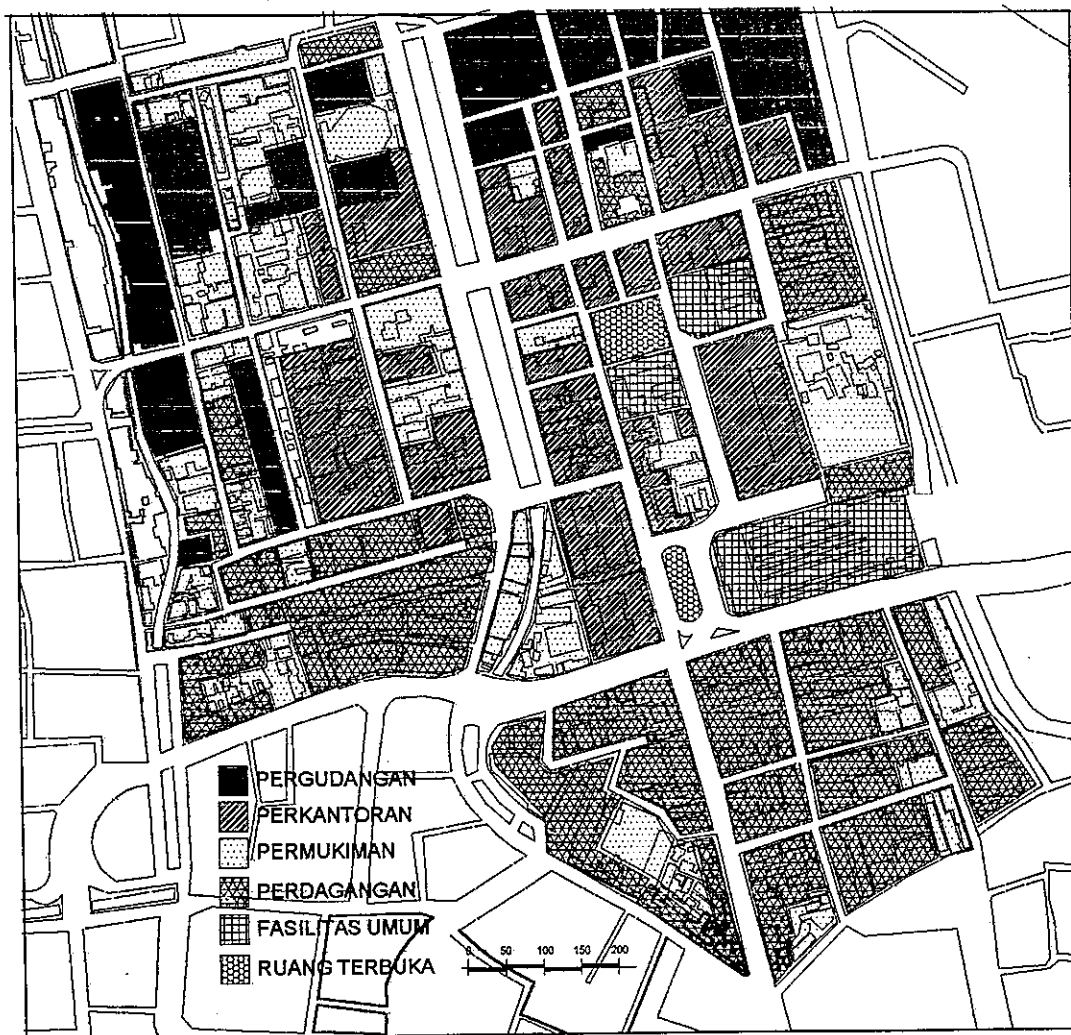 PERGUDANGAN
PERKANTORAN
PERMUKIMAN
PERDAGANGAN
FASILITAS UMUM
RUANG TERBUKA
0 50 100 150 200